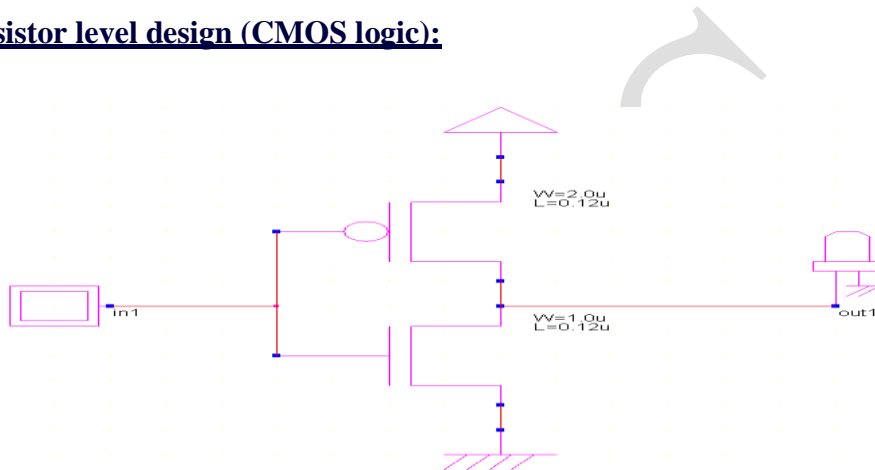 sistor level design (CMOS logic):
W=2.0u
L=0.12u
in1
W=1.0u
L=0.12u
out1